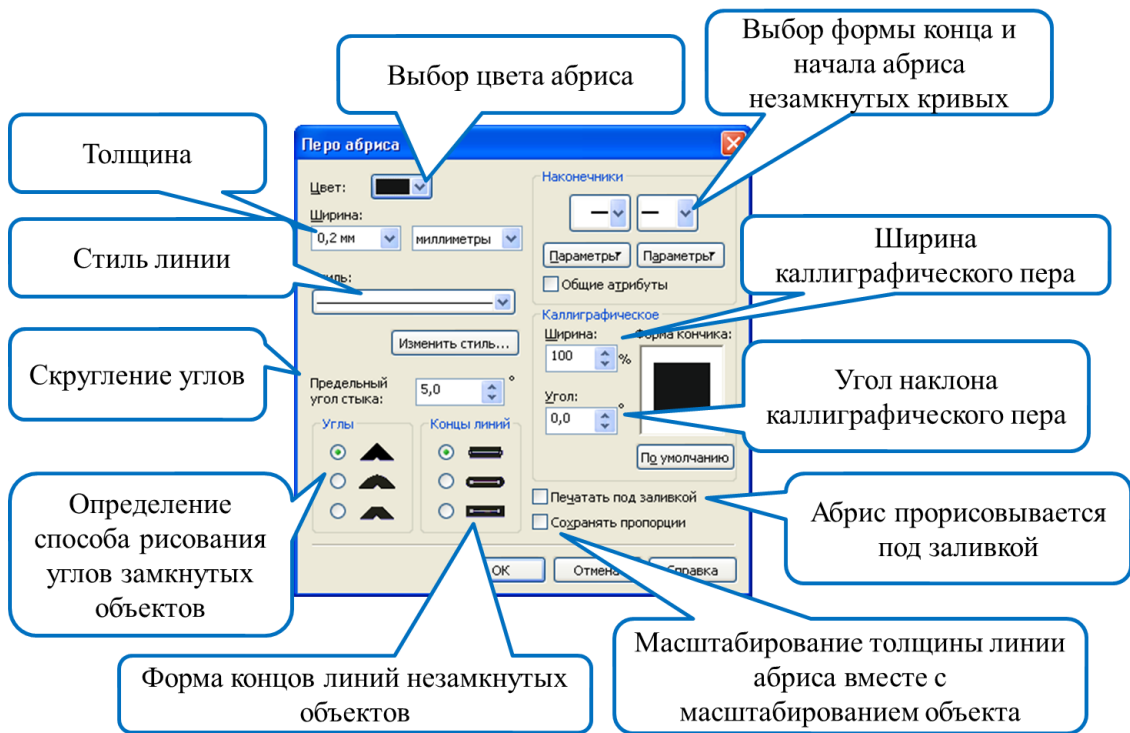 Выбор формы конца и
начала абриса
незамкнутых кривых
Выбор цвета абриса
Толщина
Стиль линии
Скругление углов
Определение
способа рисования
углов замкнутых
объектов
Форма концов линий незамкнутых
объектов
Ширина
каллиграфического пера
Угол наклона
каллиграфического пера
Абрис прорисовывается
под заливкой
Масштабирование толщины линии
абриса вместе с
масштабированием объекта
Перо абриса
Цвет:
Ширина:
0,2 мм
миллиметры
Изменить стиль...
Предельный
угол стыка:
5,0 °
Углы
Концы линий
Наконечники
Параметры
Параметры
Общие атрибуты
Каллиграфическое
Ширина:
Форма кончика:
100 %
Угол:
0,0 °
По умолчанию
Печатать под заливкой
Сохранять пропорции
ОК
Отмена
Справка